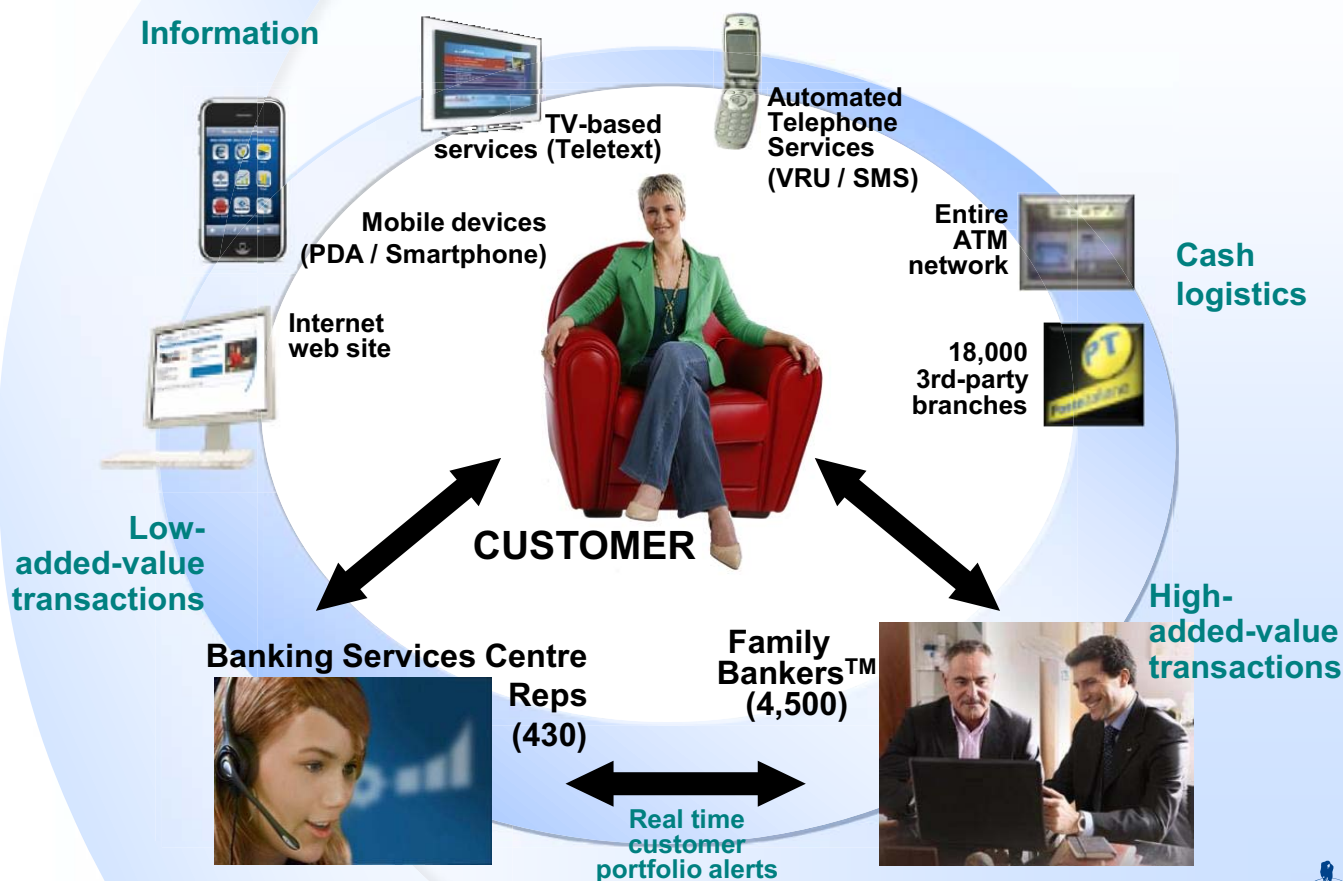 Information
TV-based
services (Teletext)
Automated
Telephone
Services
(VRU / SMS)
Mobile devices
(PDA / Smartphone)
Entire
ATM
network
Cash
logistics
Internet
web site
18,000
3rd-party
branches
PT
Posteitaliane
CUSTOMER
Low-
added-value
transactions
High-
added-value
transactions
Banking Services Centre
Reps
(430)
Family
Bankers™
(4,500)
Real time
customer
portfolio alerts